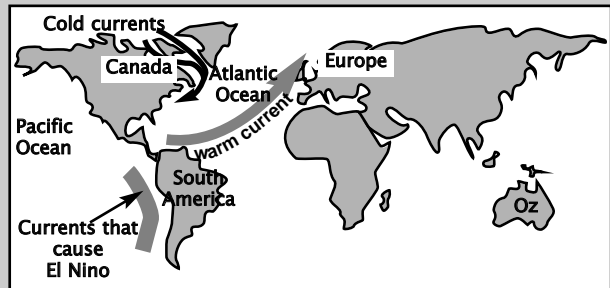 Cold currents
Canada
Atlantic
Ocean
Europe
warm current
Pacific
Ocean
South
America
Currents that
cause
El Nino
Oz